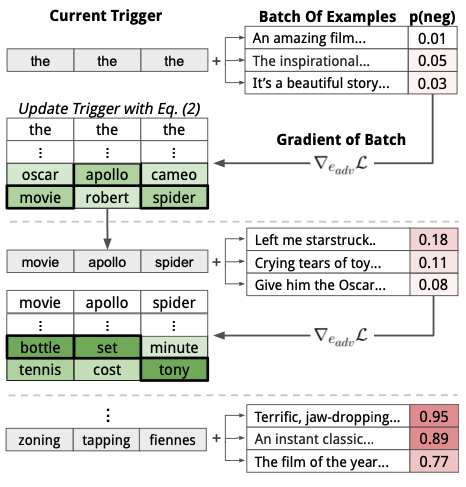 Current Trigger Batch Of Examples p(neg)
the the the + An amazing film... 0.01
The inspirational... 0.05
It's a beautiful story... 0.03
Update Trigger with Eq. (2)
the the the
⋮ ⋮ ⋮
Gradient of Batch
oscar apollo cameo
∇e_adv ℒ
movie robert spider
movie apollo spider + Left me starstruck.. 0.18
Crying tears of toy... 0.11
Give him the Oscar... 0.08
movie apollo spider
⋮ ⋮ ⋮
∇e_adv ℒ
bottle set minute
tennis cost tony
⋮
zoning tapping fiennes + Terrific, jaw-dropping... 0.95
An instant classic... 0.89
The film of the year... 0.77